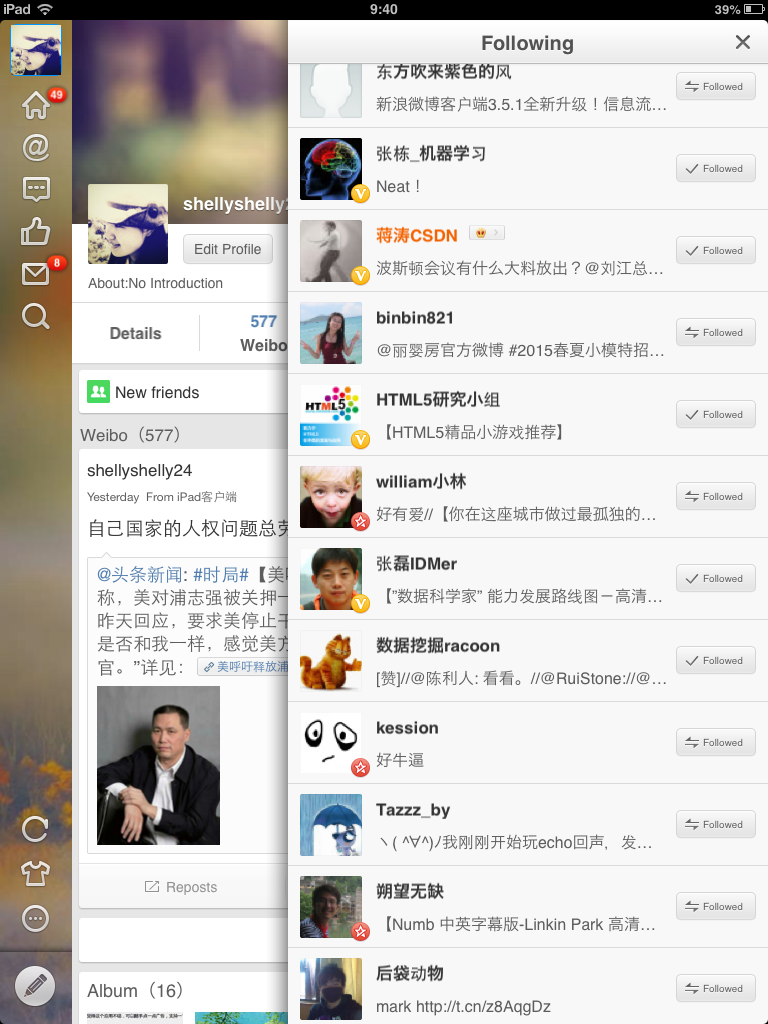 iPad
9:40
39%
49
8
shellyshelly2
Edit Profile
About:No Introduction
Details
577
Weibo
New friends
Weibo（577）
shellyshelly24
Yesterday From iPad客户端
自己国家的人权问题总劳
@头条新闻: #时局#【美呼
称，美对浦志强被关押一
昨天回应，要求美停止干
是否和我一样，感觉美方
官。”详见：
美呼吁释放浦
Reposts
Album（16）
Following
东方吹来紫色的风
新浪微博客户端3.5.1全新升级！信息流…
Followed
张栋_机器学习
Neat！
Followed
蒋涛CSDN
波斯顿会议有什么大料放出？@刘江总…
Followed
binbin821
@丽婴房官方微博 #2015春夏小模特招…
Followed
HTML5
HTML5研究小组
【HTML5精品小游戏推荐】
Followed
william小林
好有爱//【你在这座城市做过最孤独的…
Followed
张磊IDMer
【”数据科学家” 能力发展路线图－高清…
Followed
数据挖掘racoon
[赞]//@陈利人: 看看。//@RuiStone://@…
Followed
kession
好牛逼
Followed
Tazzz_by
ヽ( ^∀^)ﾉ我刚刚开始玩echo回声，发…
Followed
朔望无缺
【Numb 中英字幕版-Linkin Park 高清…
Followed
后袋动物
mark http://t.cn/z8AqgDz
Followed